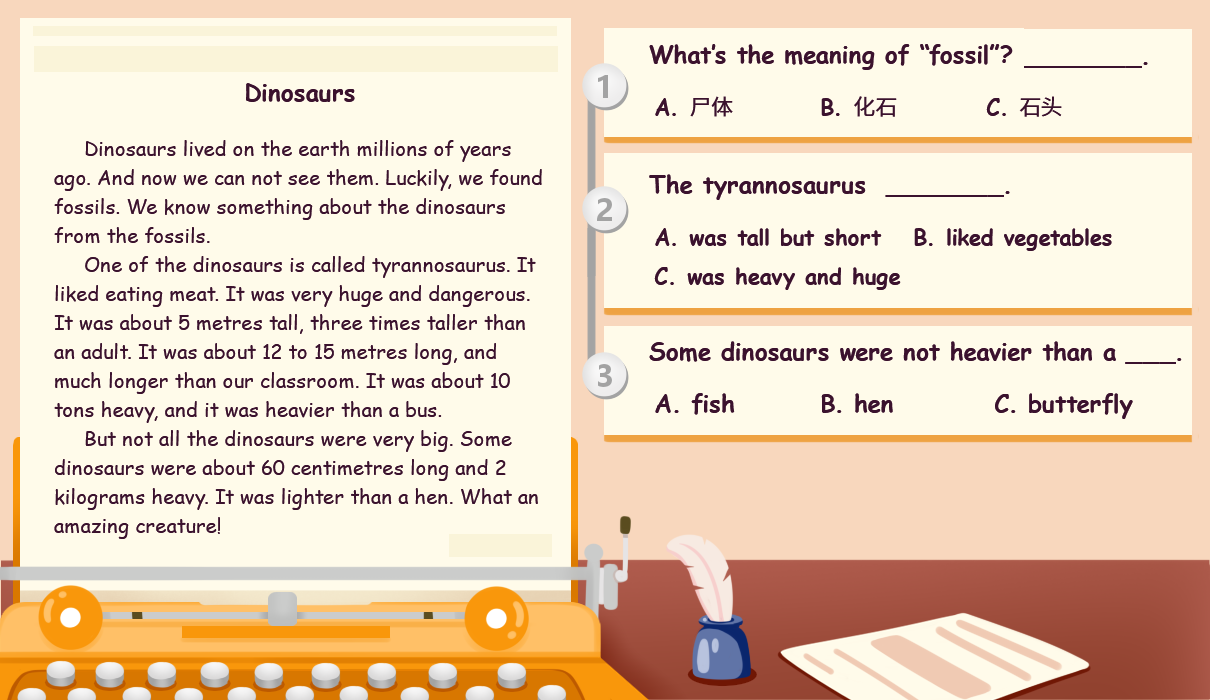 Dinosaurs
Dinosaurs lived on the earth millions of years
ago. And now we can not see them. Luckily, we found
fossils. We know something about the dinosaurs
from the fossils.
One of the dinosaurs is called tyrannosaurus. It
liked eating meat. It was very huge and dangerous.
It was about 5 metres tall, three times taller than
an adult. It was about 12 to 15 metres long, and
much longer than our classroom. It was about 10
tons heavy, and it was heavier than a bus.
But not all the dinosaurs were very big. Some
dinosaurs were about 60 centimetres long and 2
kilograms heavy. It was lighter than a hen. What an
amazing creature!
1
What's the meaning of “fossil”? _________.
A. 尸体 B. 化石 C. 石头
2
The tyrannosaurus _________.
A. was tall but short B. liked vegetables
C. was heavy and huge
3
Some dinosaurs were not heavier than a ____.
A. fish B. hen C. butterfly